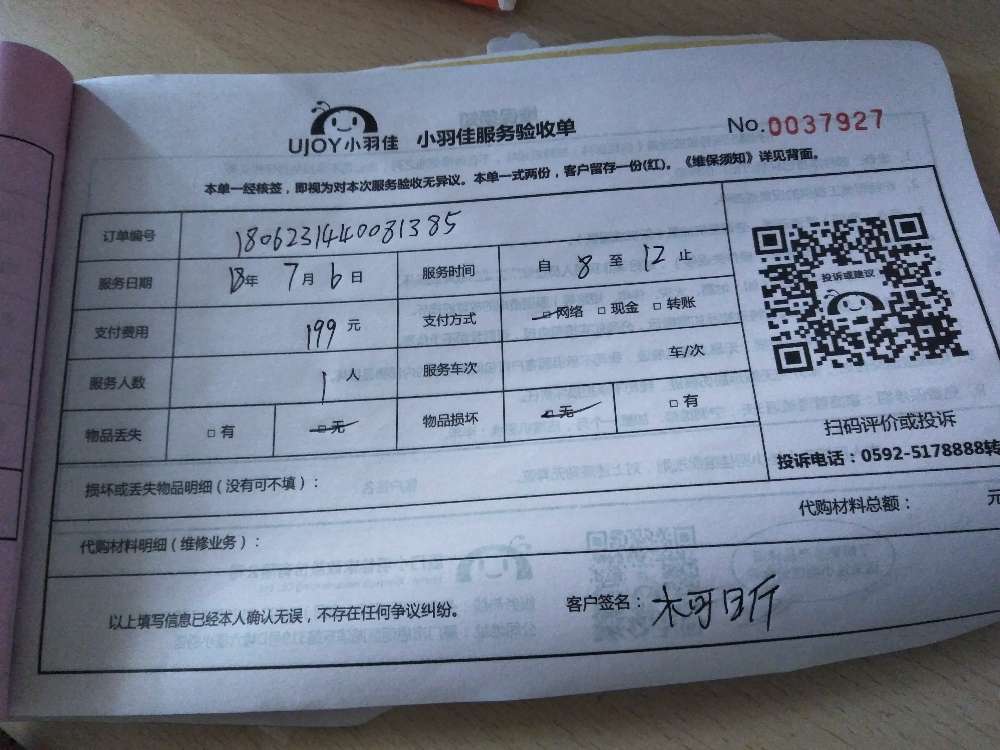 UJOY小羽佳 小羽佳服务验收单 No.0037927
本单一经核签，即视为对本次服务验收无异议。本单一式两份，客户留存一份(红)。《维保须知》详见背面。
订单编号 1806231440081385
服务日期 18年 7月 6日 服务时间 自 8 至 12 止
支付费用 199 元 支付方式 □网络 □现金 □转账
服务人数 1 人 服务车次 车/次
物品丢失 □有 □无 物品损坏 □无 □有
投诉或建议
扫码评价或投诉
投诉电话：0592-5178888转
损坏或丢失物品明细（没有可不填）：
代购材料明细（维修业务）： 代购材料总额： 元
以上填写信息已经本人确认无误，不存在任何争议纠纷。 客户签名：